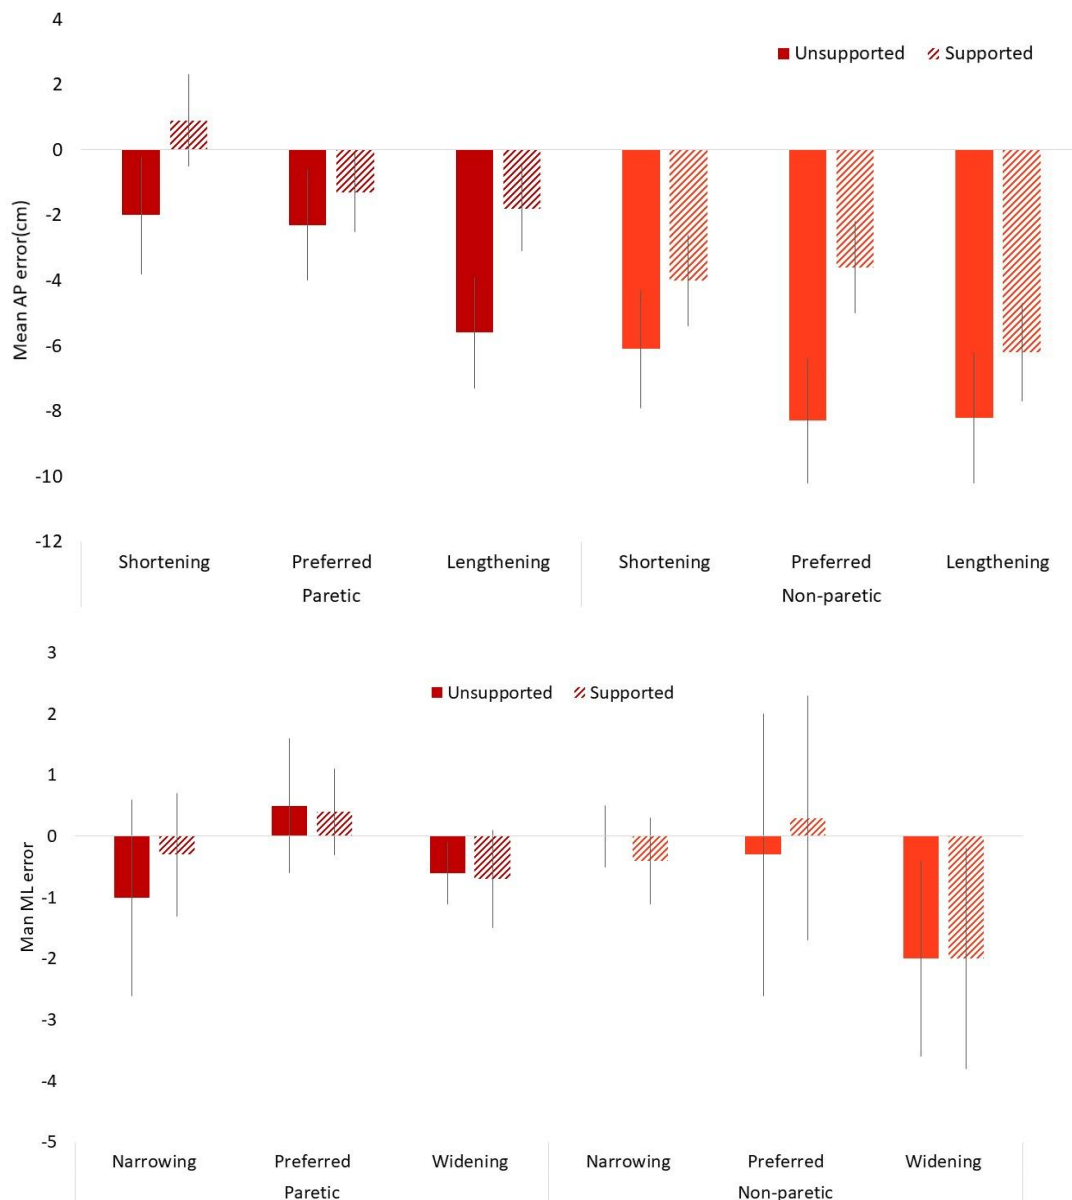 4
Unsupported Supported
2
0
-2
-4
-6
-8
-10
-12
Mean AP error(cm)
Shortening Preferred Lengthening Shortening Preferred Lengthening
Paretic Non-paretic
3
Unsupported Supported
2
1
0
-1
-2
-3
-4
-5
Man ML error
Narrowing Preferred Widening Narrowing Preferred Widening
Paretic Non-paretic